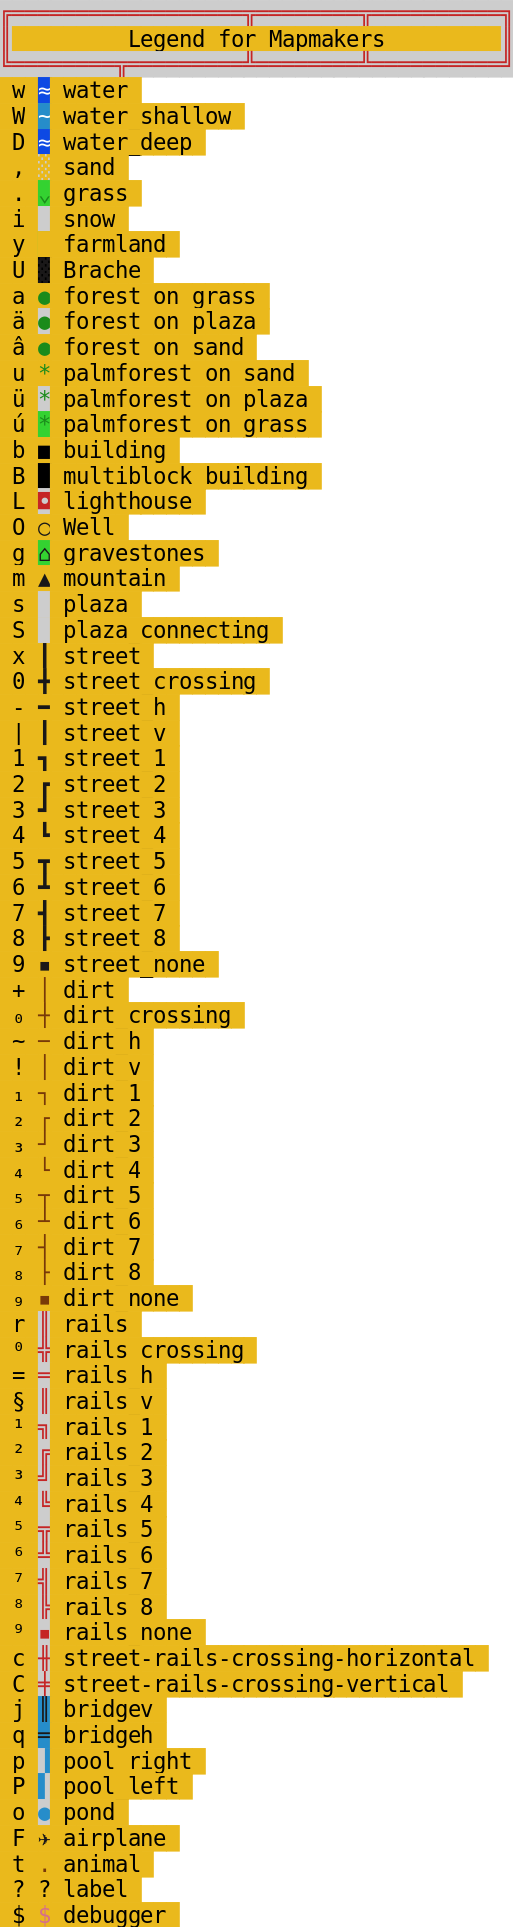 Legend for Mapmakers
w ≈ water
W ~ water shallow
D ≈ water_deep
, ░ sand
. ⌄ grass
i snow
y farmland
U ▓ Brache
a ● forest on grass
ä ● forest on plaza
â ● forest on sand
u * palmforest on sand
ü * palmforest on plaza
ú * palmforest on grass
b ■ building
B █ multiblock building
L ◘ lighthouse
O ○ Well
g ⌂ gravestones
m ▲ mountain
s plaza
S plaza connecting
x ┃ street
0 ╋ street crossing
- ━ street h
| ┃ street v
1 ┓ street 1
2 ┏ street 2
3 ┛ street 3
4 ┗ street 4
5 ┳ street 5
6 ┻ street 6
7 ┫ street 7
8 ┣ street 8
9 ▪ street_none
+ │ dirt
₀ ┼ dirt crossing
~ ─ dirt h
! │ dirt v
₁ ┐ dirt 1
₂ ┌ dirt 2
₃ ┘ dirt 3
₄ └ dirt 4
₅ ┬ dirt 5
₆ ┴ dirt 6
₇ ┤ dirt 7
₈ ├ dirt 8
₉ ▪ dirt none
r ║ rails
⁰ ╬ rails crossing
= ═ rails h
§ ║ rails v
¹ ╗ rails 1
² ╔ rails 2
³ ╝ rails 3
⁴ ╚ rails 4
⁵ ╦ rails 5
⁶ ╩ rails 6
⁷ ╣ rails 7
⁸ ╠ rails 8
⁹ ▪ rails none
c ╫ street-rails-crossing-horizontal
C ╪ street-rails-crossing-vertical
j ║ bridgev
q ═ bridgeh
p ▐ pool right
P ▌ pool left
o ● pond
F ✈ airplane
t . animal
? ? label
$ $ debugger